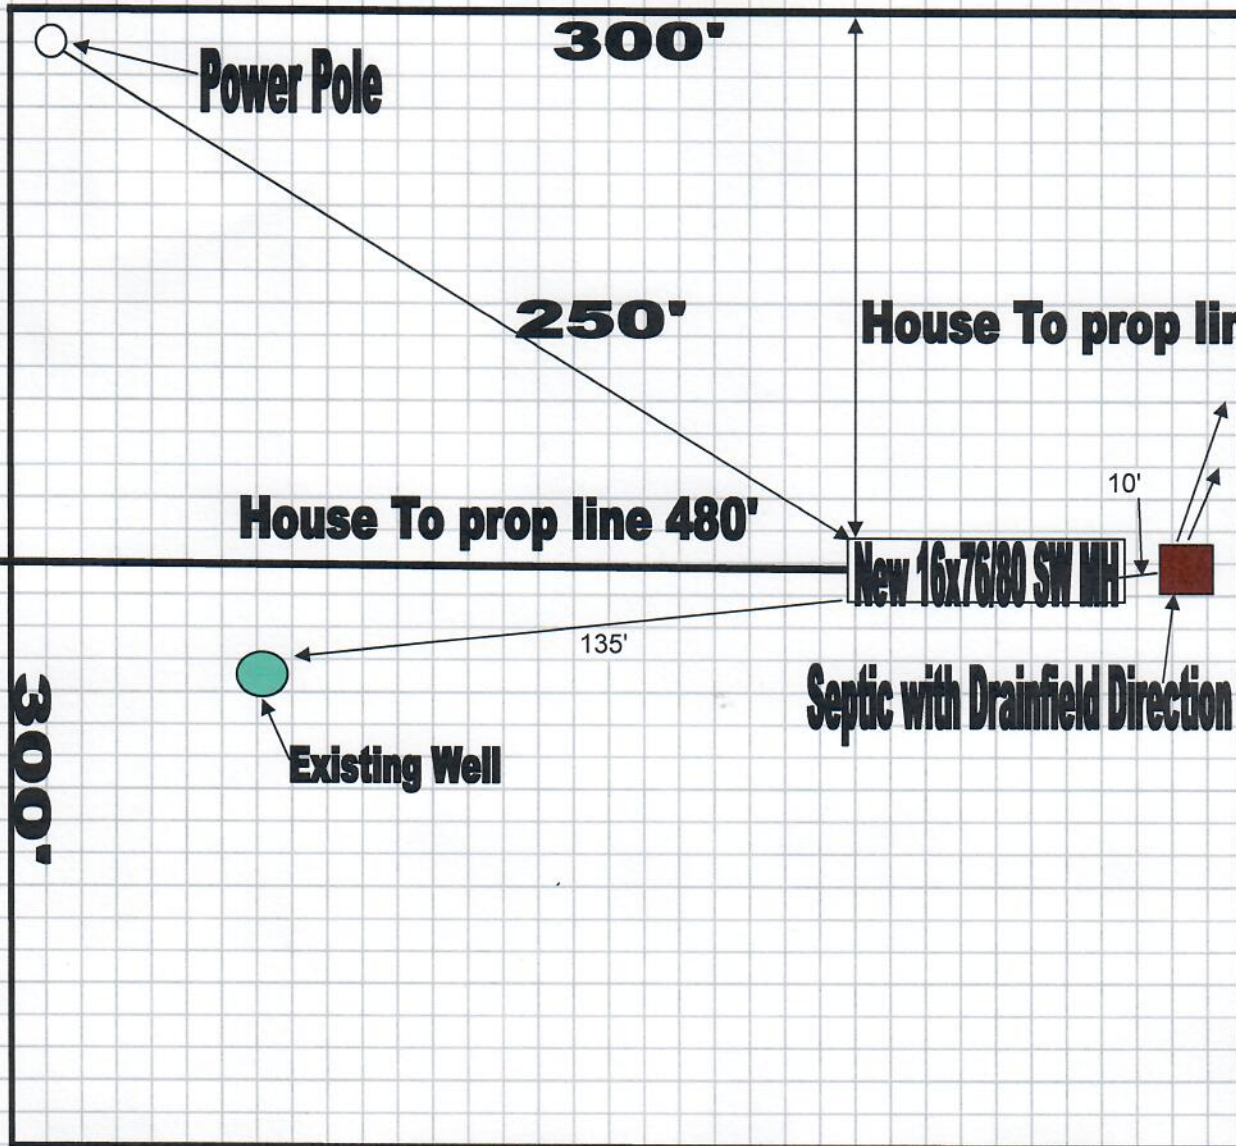 300'
Power Pole
250'
House To prop
10'
House To prop line 480'
New 16x76/80 SW MH
135'
Septic with Drainfield Direction
300'
Existing Well